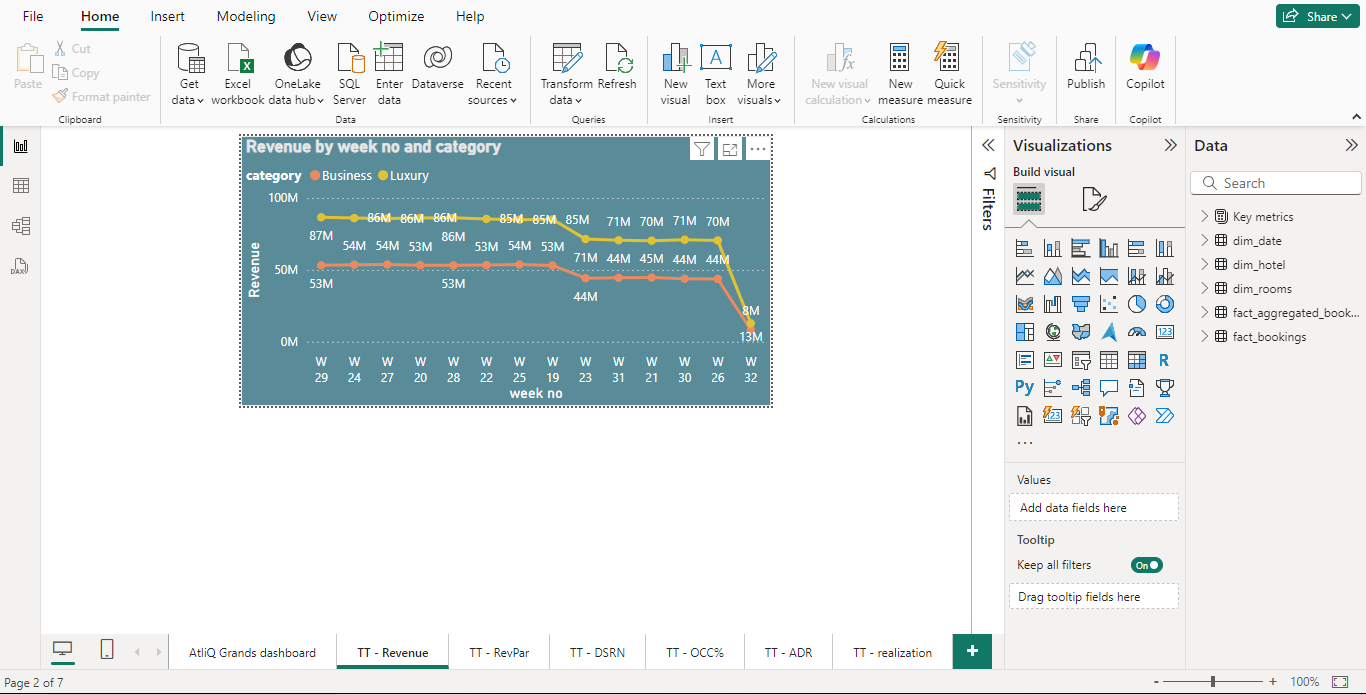 File Home Insert Modeling View Optimize Help Share
Paste Cut
Copy
Format painter
Clipboard
Get data
Excel workbook
OneLake data hub
SQL Server
Enter data
Dataverse
Recent sources
Data
Transform data
Refresh
Queries
New visual
Text box
More visuals
Insert
New visual calculation
New measure
Quick measure
Calculations
Sensitivity
Sensitivity
Publish
Share
Copilot
Copilot
Revenue by week no and category
category Business Luxury
100M
86M 86M 86M 85M 85M 85M 71M 70M 71M 70M
87M 54M 54M 53M 86M 53M 54M 53M
Revenue
50M
71M 44M 45M 44M 44M
53M 53M 44M
8M
13M
0M
W 29 W 24 W 27 W 20 W 28 W 22 W 25 W 19 W 23 W 31 W 21 W 30 W 26 W 32
week no
Filters
Visualizations
Build visual
123
R
Py
123
...
Values
Add data fields here
Tooltip
Keep all filters On
Drag tooltip fields here
Data
Search
Key metrics
dim_date
dim_hotel
dim_rooms
fact_aggregated_book...
fact_bookings
DAX
AtliQ Grands dashboard TT - Revenue TT - RevPar TT - DSRN TT - OCC% TT - ADR TT - realization +
Page 2 of 7 - + 100%